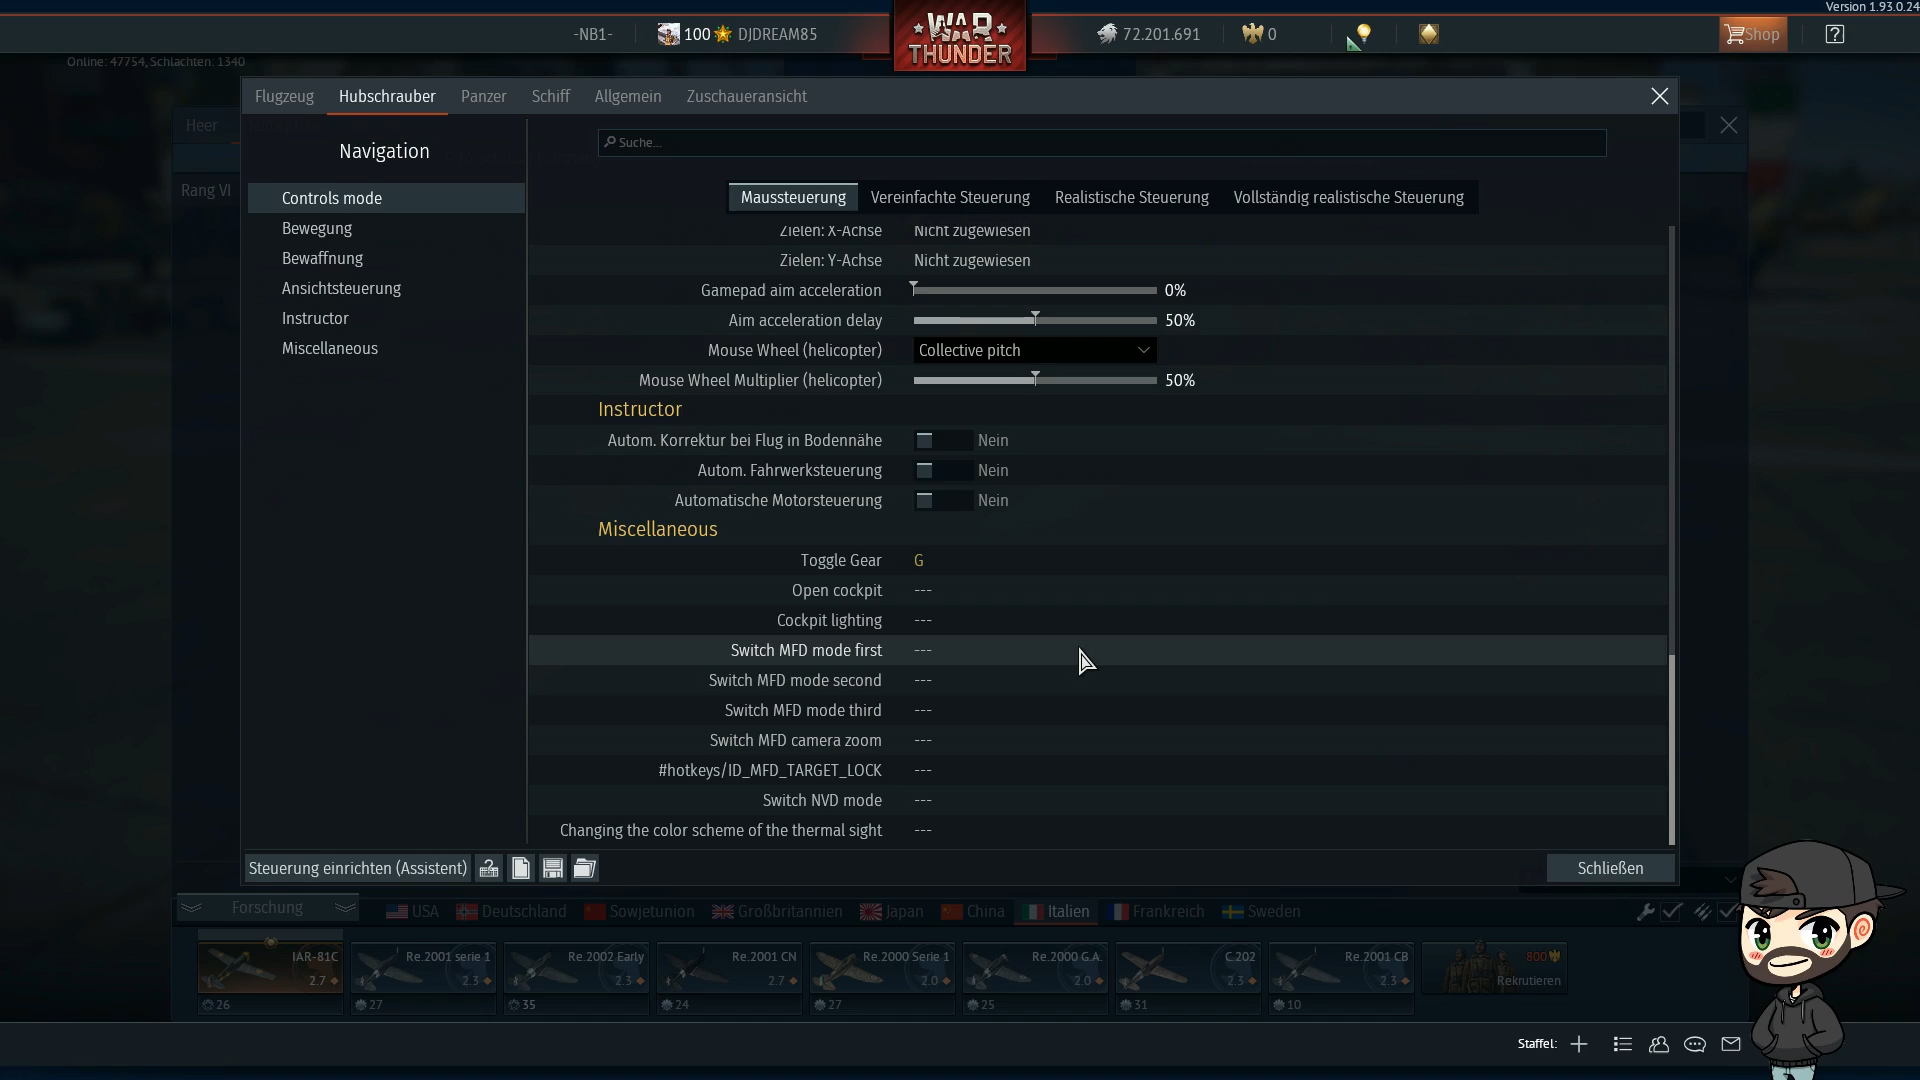 Version 1.93.0.24
-NB1-
100 DJDREAM85
WAR THUNDER
72.201.691
0
Shop
?
Online: 47754, Schlachten: 1340
Flugzeug Hubschrauber Panzer Schiff Allgemein Zuschaueransicht
Heer
Rang VI
Navigation
Controls mode
Bewegung
Bewaffnung
Ansichtsteuerung
Instructor
Miscellaneous
Suche...
Maussteuerung Vereinfachte Steuerung Realistische Steuerung Vollständig realistische Steuerung
Zielen: X-Achse Nicht zugewiesen
Zielen: Y-Achse Nicht zugewiesen
Gamepad aim acceleration 0%
Aim acceleration delay 50%
Mouse Wheel (helicopter) Collective pitch
Mouse Wheel Multiplier (helicopter) 50%
Instructor
Autom. Korrektur bei Flug in Bodennähe Nein
Autom. Fahrwerksteuerung Nein
Automatische Motorsteuerung Nein
Miscellaneous
Toggle Gear G
Open cockpit ---
Cockpit lighting ---
Switch MFD mode first ---
Switch MFD mode second ---
Switch MFD mode third ---
Switch MFD camera zoom ---
#hotkeys/ID_MFD_TARGET_LOCK ---
Switch NVD mode ---
Changing the color scheme of the thermal sight ---
Steuerung einrichten (Assistent)
Schließen
Forschung
USA Deutschland Sowjetunion Großbritannien Japan China Italien Frankreich Sweden
IAR-81C Re.2001 serie 1 Re.2002 Early Re.2001 CN Re.2000 Serie 1 Re.2000 G.A. C.202 Re.2001 CB 800
2.7 2.3 2.3 2.7 2.0 2.0 2.3 2.3 Rekrutieren
26 27 35 24 27 25 31 10
Staffel: